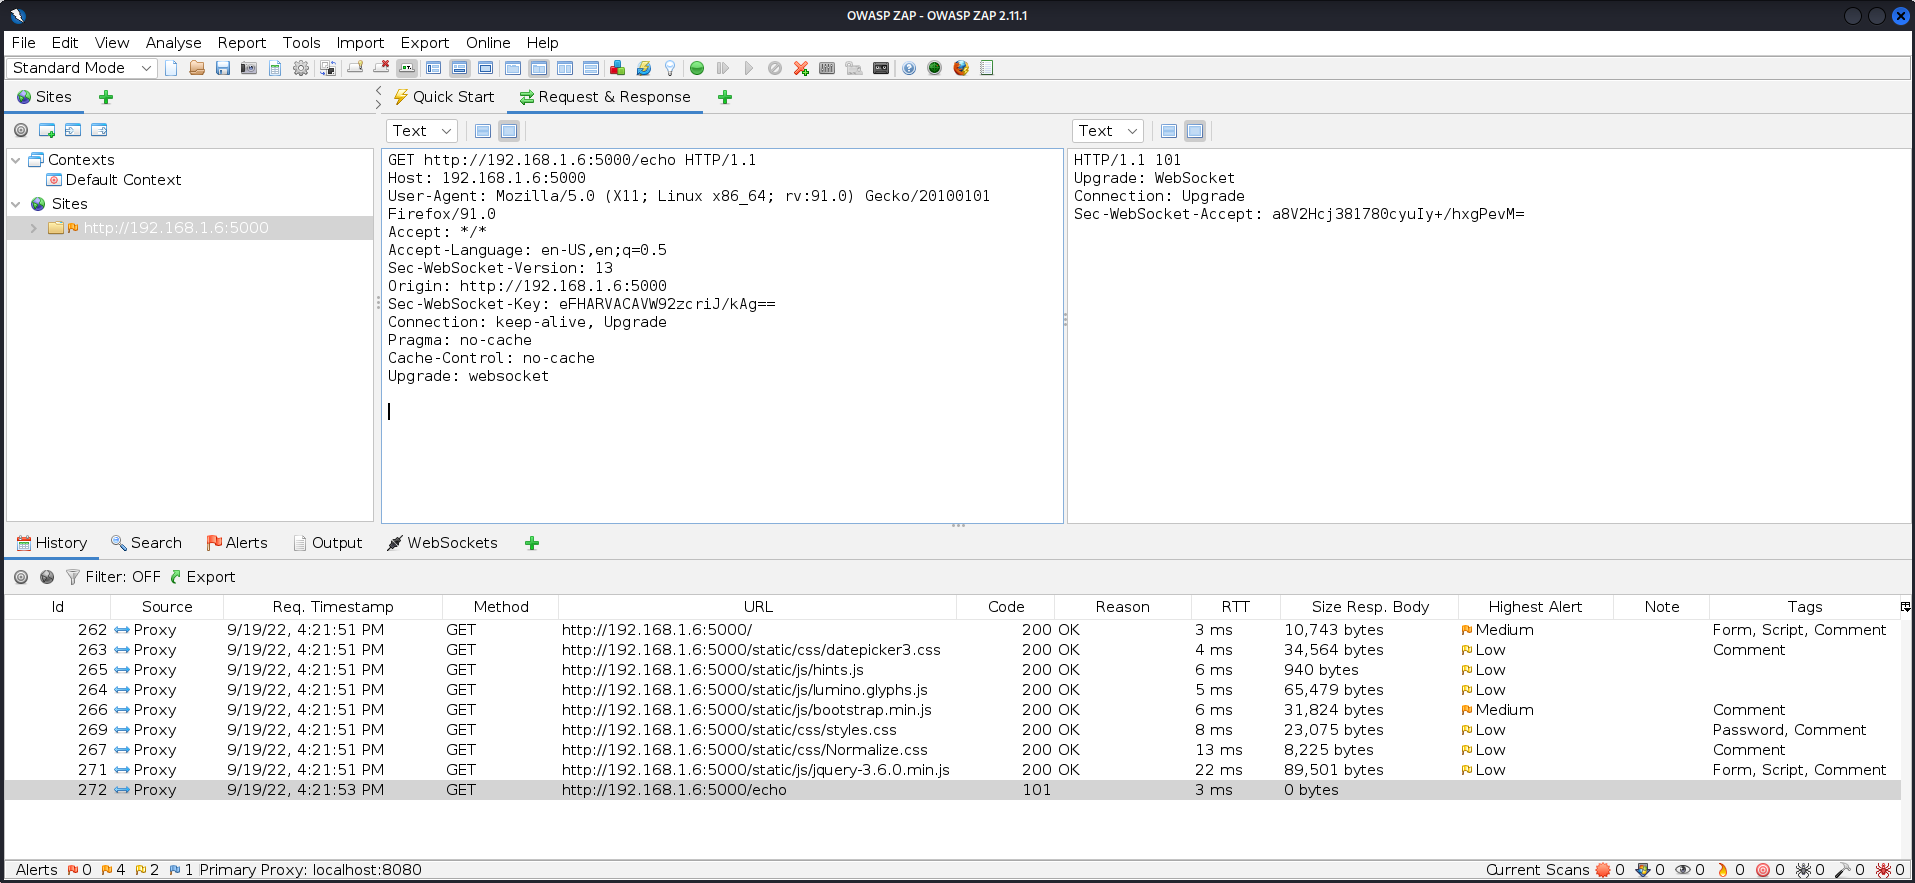 OWASP ZAP - OWASP ZAP 2.11.1
File Edit View Analyse Report Tools Import Export Online Help
Standard Mode
Sites
Quick Start
Request & Response
Text
Text
Contexts
Default Context
Sites
http://192.168.1.6:5000
GET http://192.168.1.6:5000/echo HTTP/1.1
Host: 192.168.1.6:5000
User-Agent: Mozilla/5.0 (X11; Linux x86_64; rv:91.0) Gecko/20100101
Firefox/91.0
Accept: */*
Accept-Language: en-US,en;q=0.5
Sec-WebSocket-Version: 13
Origin: http://192.168.1.6:5000
Sec-WebSocket-Key: eFHARVACAVW92zcriJ/kAg==
Connection: keep-alive, Upgrade
Pragma: no-cache
Cache-Control: no-cache
Upgrade: websocket
HTTP/1.1 101
Upgrade: WebSocket
Connection: Upgrade
Sec-WebSocket-Accept: a8V2Hcj381780cyuIy+/hxgPevM=
History Search Alerts Output WebSockets
Filter: OFF Export
Id Source Req. Timestamp Method URL Code Reason RTT Size Resp. Body Highest Alert Note Tags
262 Proxy 9/19/22, 4:21:51 PM GET http://192.168.1.6:5000/ 200 OK 3 ms 10,743 bytes Medium Form, Script, Comment
263 Proxy 9/19/22, 4:21:51 PM GET http://192.168.1.6:5000/static/css/datepicker3.css 200 OK 4 ms 34,564 bytes Low Comment
265 Proxy 9/19/22, 4:21:51 PM GET http://192.168.1.6:5000/static/js/hints.js 200 OK 6 ms 940 bytes Low
264 Proxy 9/19/22, 4:21:51 PM GET http://192.168.1.6:5000/static/js/lumino.glyphs.js 200 OK 5 ms 65,479 bytes Low
266 Proxy 9/19/22, 4:21:51 PM GET http://192.168.1.6:5000/static/js/bootstrap.min.js 200 OK 6 ms 31,824 bytes Medium Comment
269 Proxy 9/19/22, 4:21:51 PM GET http://192.168.1.6:5000/static/css/styles.css 200 OK 8 ms 23,075 bytes Low Password, Comment
267 Proxy 9/19/22, 4:21:51 PM GET http://192.168.1.6:5000/static/css/Normalize.css 200 OK 13 ms 8,225 bytes Low Comment
271 Proxy 9/19/22, 4:21:51 PM GET http://192.168.1.6:5000/static/js/jquery-3.6.0.min.js 200 OK 22 ms 89,501 bytes Low Form, Script, Comment
272 Proxy 9/19/22, 4:21:53 PM GET http://192.168.1.6:5000/echo 101 3 ms 0 bytes
Alerts 0 4 2 1 Primary Proxy: localhost:8080 Current Scans 0 0 0 0 0 0 0 0